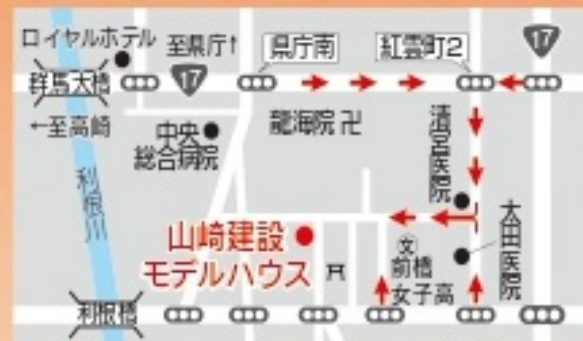 ロイヤルホテル
至県庁↑
県庁南
紅雲町2
17
群馬大橋
17
←至高崎
中央
総合病院
龍海院 卍
清宮医院
利根川
山崎建設
モデルハウス
文
前橋
女子高
太田医院
利根橋